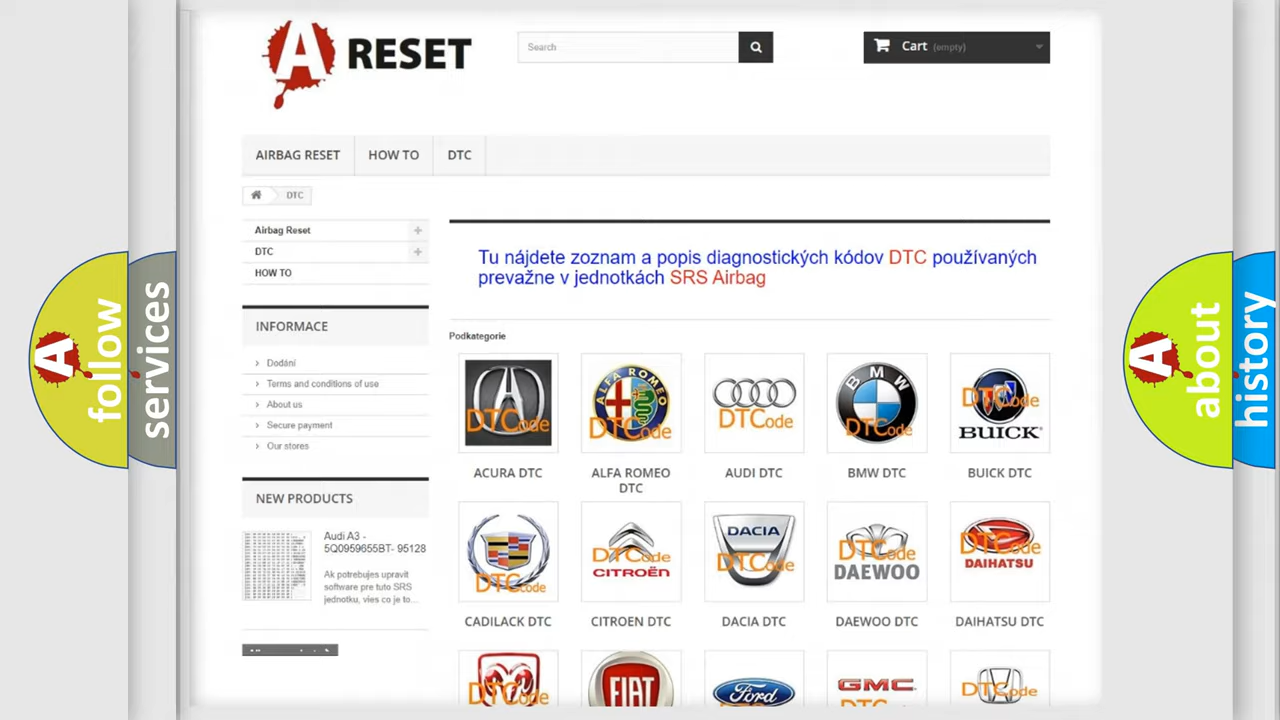 A RESET
Search
Cart (empty)
AIRBAG RESET
HOW TO
DTC
DTC
Airbag Reset
DTC
HOW TO
Tu nájdete zoznam a popis diagnostických kódov DTC používaných
prevažne v jednotkách SRS Airbag
INFORMACE
Dodání
Terms and conditions of use
About us
Secure payment
Our stores
NEW PRODUCTS
Audi A3 -
5Q0959655BT- 95128
Ak potrebujes upravit
software pre tuto SRS
jednotku, vies co je to...
Podkategorie
DTCode
ALFA ROMEO
DTCode
DTCode
BMW
DTCode
DTCode
BUICK
ACURA DTC
ALFA ROMEO
DTC
AUDI DTC
BMW DTC
BUICK DTC
DTCode
DTCode
CITROËN
DACIA
DTCode
DTCode
DAEWOO
DTCode
DAIHATSU
CADILACK DTC
CITROEN DTC
DACIA DTC
DAEWOO DTC
DAIHATSU DTC
DTCode
FIAT
Ford
GMC
DTCode
A follow
services
A about
history